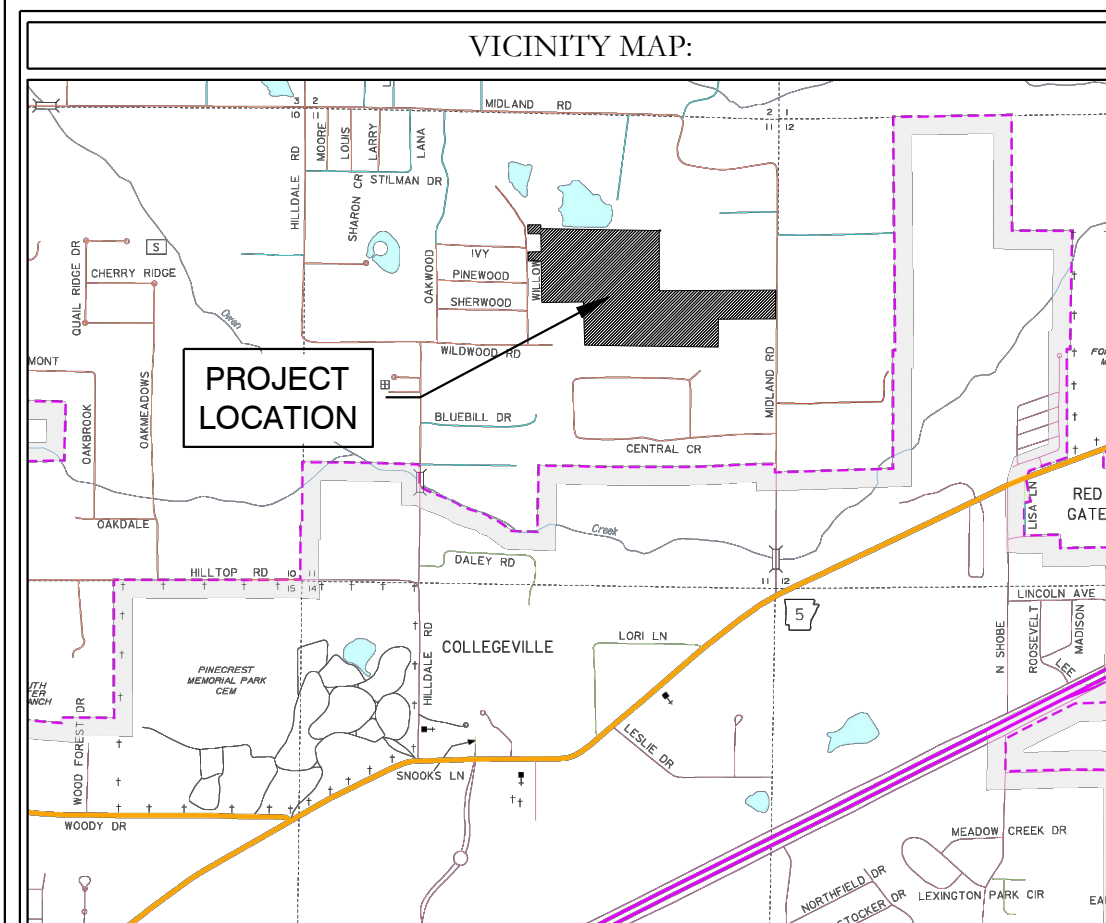 VICINITY MAP:
MIDLAND RD
3 2
10 11
2 1
11 12
HILLDALE RD
MOORE
LOUIS
LARRY
LANA
STILMAN DR
SHARON CR
S
QUAIL RIDGE DR
CHERRY RIDGE
OAKWOOD
IVY
PINEWOOD
SHERWOOD
WILLOW
Owen
WILDWOOD RD
MIDLAND RD
PROJECT
LOCATION
MONT
OAKBROOK
OAKMEADOWS
BLUEBILL DR
CENTRAL CR
OAKDALE
Creek
LISA LN
RED
GATE
DALEY RD
HILLTOP RD
10 11
15 14
11 12
5
LINCOLN AVE
N SHOBE
ROOSEVELT
MADISON
LEE
LORI LN
COLLEGEVILLE
HILLDALE RD
PINECREST
MEMORIAL PARK
CEM
UTH
TER
ANCH
WOOD FOREST DR
LESLIE DR
SNOOKS LN
WOODY DR
MEADOW CREEK DR
NORTHFIELD DR
STOCKER DR
LEXINGTON PARK CIR
EA